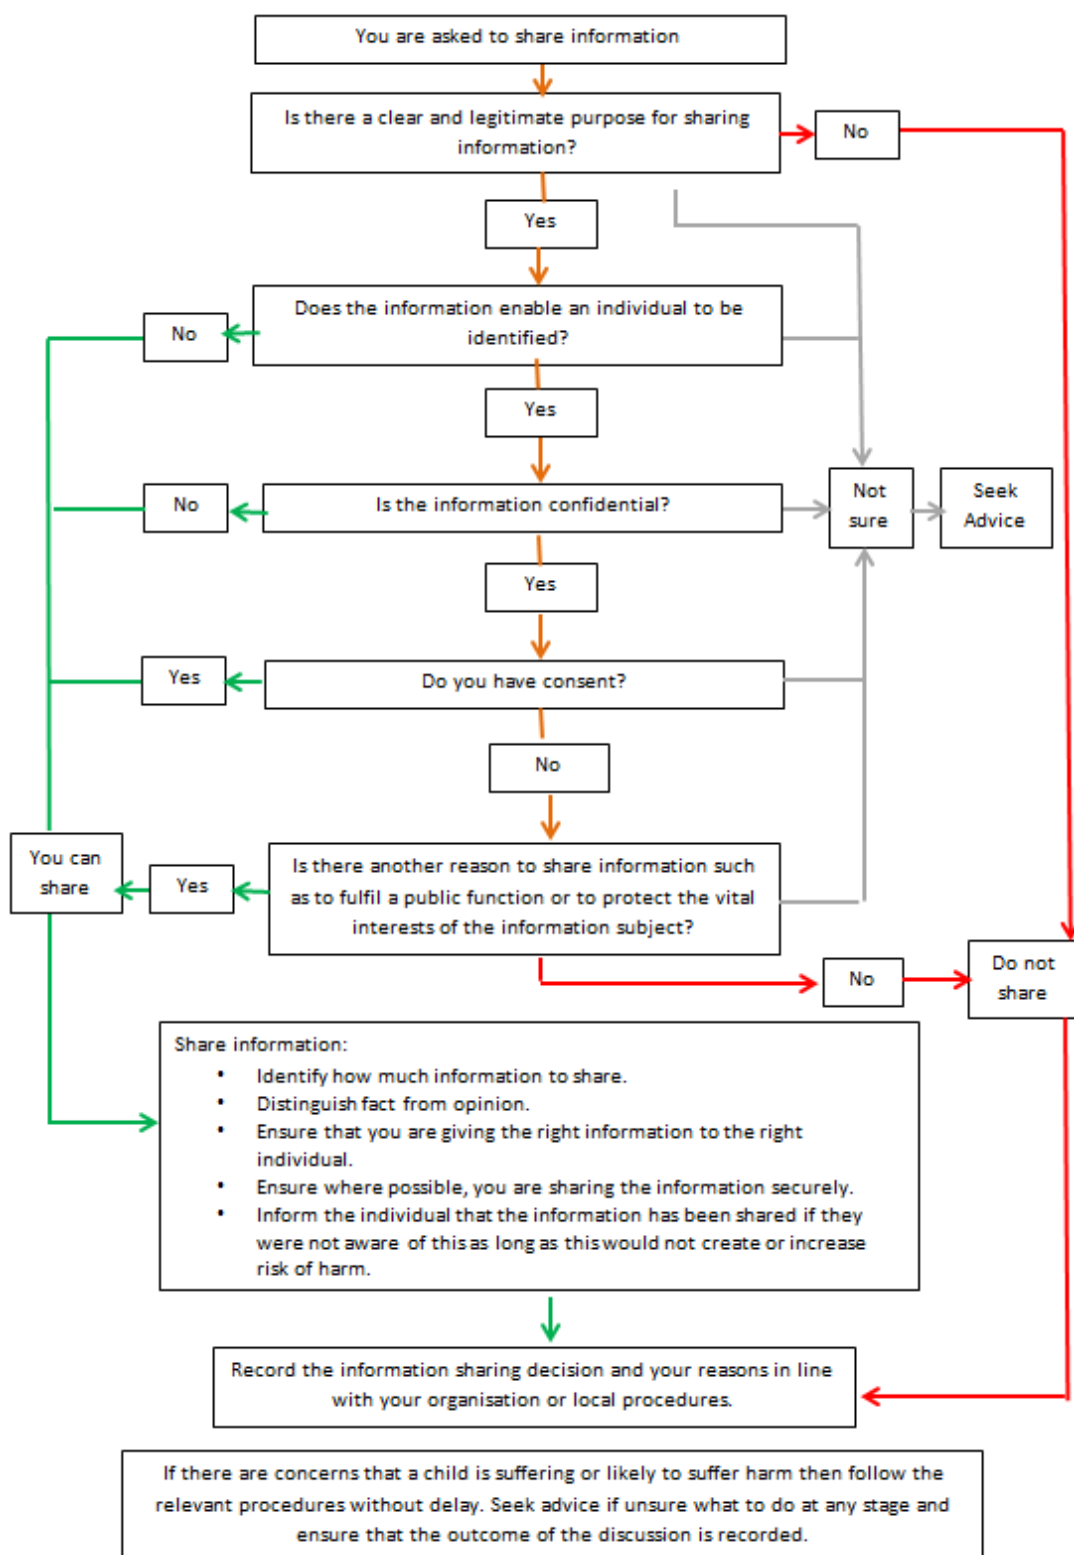 You are asked to share information
Is there a clear and legitimate purpose for sharing
information?
No
Yes
Does the information enable an individual to be
identified?
No
Yes
Is the information confidential?
No
Not
sure
Seek
Advice
Yes
Do you have consent?
Yes
No
Is there another reason to share information such
as to fulfil a public function or to protect the vital
interests of the information subject?
You can
share
Yes
No
Do not
share
Share information:
• Identify how much information to share.
• Distinguish fact from opinion.
• Ensure that you are giving the right information to the right
individual.
• Ensure where possible, you are sharing the information securely.
• Inform the individual that the information has been shared if they
were not aware of this as long as this would not create or increase
risk of harm.
Record the information sharing decision and your reasons in line
with your organisation or local procedures.
If there are concerns that a child is suffering or likely to suffer harm then follow the
relevant procedures without delay. Seek advice if unsure what to do at any stage and
ensure that the outcome of the discussion is recorded.